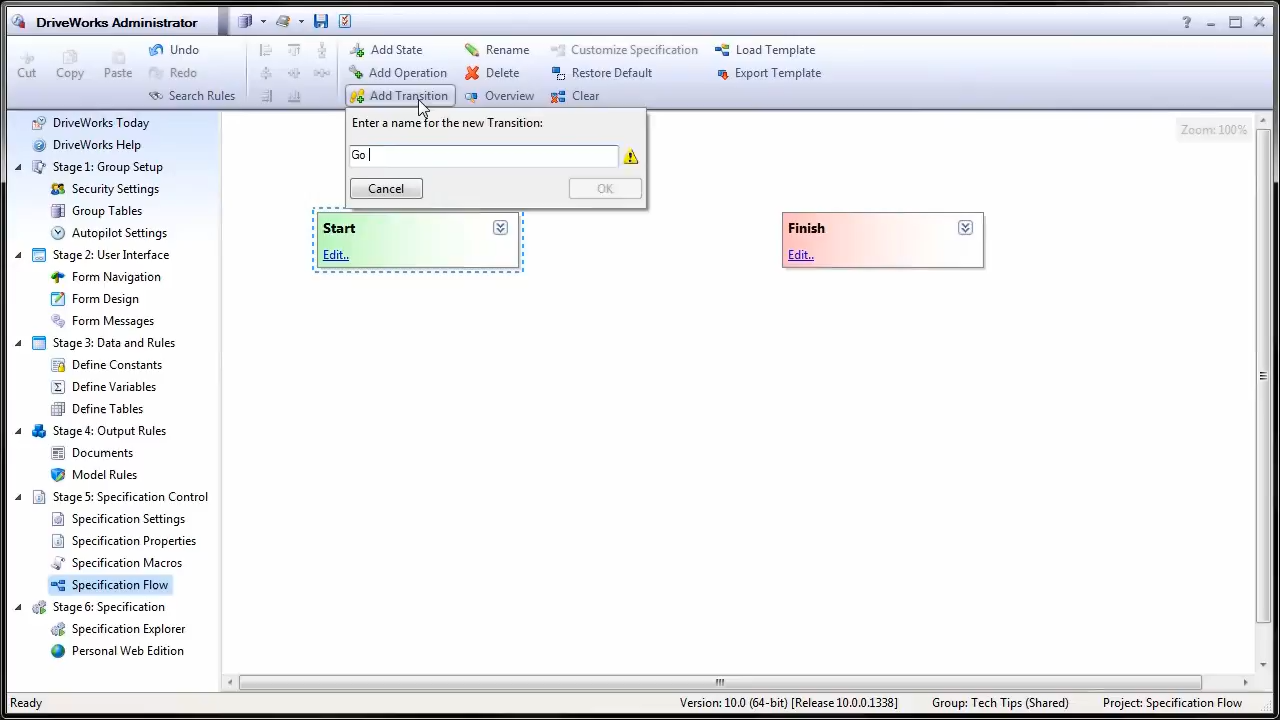 DriveWorks Administrator
Cut
Copy
Paste
Undo
Redo
Search Rules
Add State
Add Operation
Add Transition
Rename
Delete
Overview
Customize Specification
Restore Default
Clear
Load Template
Export Template
DriveWorks Today
DriveWorks Help
Stage 1: Group Setup
Security Settings
Group Tables
Autopilot Settings
Stage 2: User Interface
Form Navigation
Form Design
Form Messages
Stage 3: Data and Rules
Define Constants
Define Variables
Define Tables
Stage 4: Output Rules
Documents
Model Rules
Stage 5: Specification Control
Specification Settings
Specification Properties
Specification Macros
Specification Flow
Stage 6: Specification
Specification Explorer
Personal Web Edition
Enter a name for the new Transition:
Go
Cancel
OK
Zoom: 100%
Start
Edit..
Finish
Edit..
Ready
Version: 10.0 (64-bit) [Release 10.0.0.1338]
Group: Tech Tips (Shared)
Project: Specification Flow